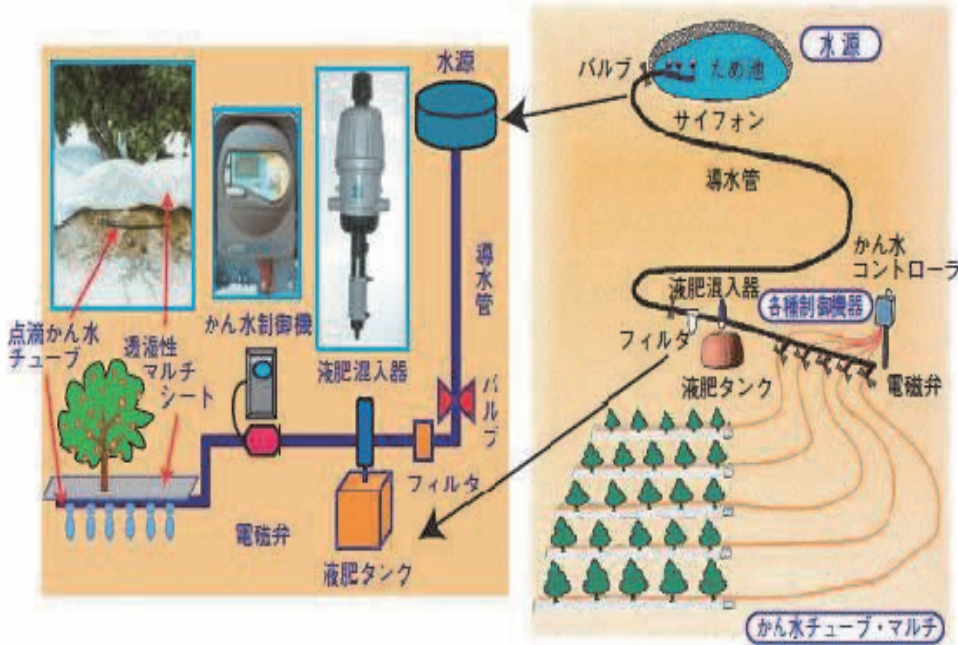 水源
かん水制御機
液肥混入器
導水管
点滴かん水
チューブ
透湿性
マルチ
シート
バルブ
フィルタ
電磁弁
液肥タンク
水源
バルブ
ため池
サイフォン
導水管
かん水
コントローラ
液肥混入器
各種制御機器
フィルタ
液肥タンク
電磁弁
かん水チューブ・マルチ